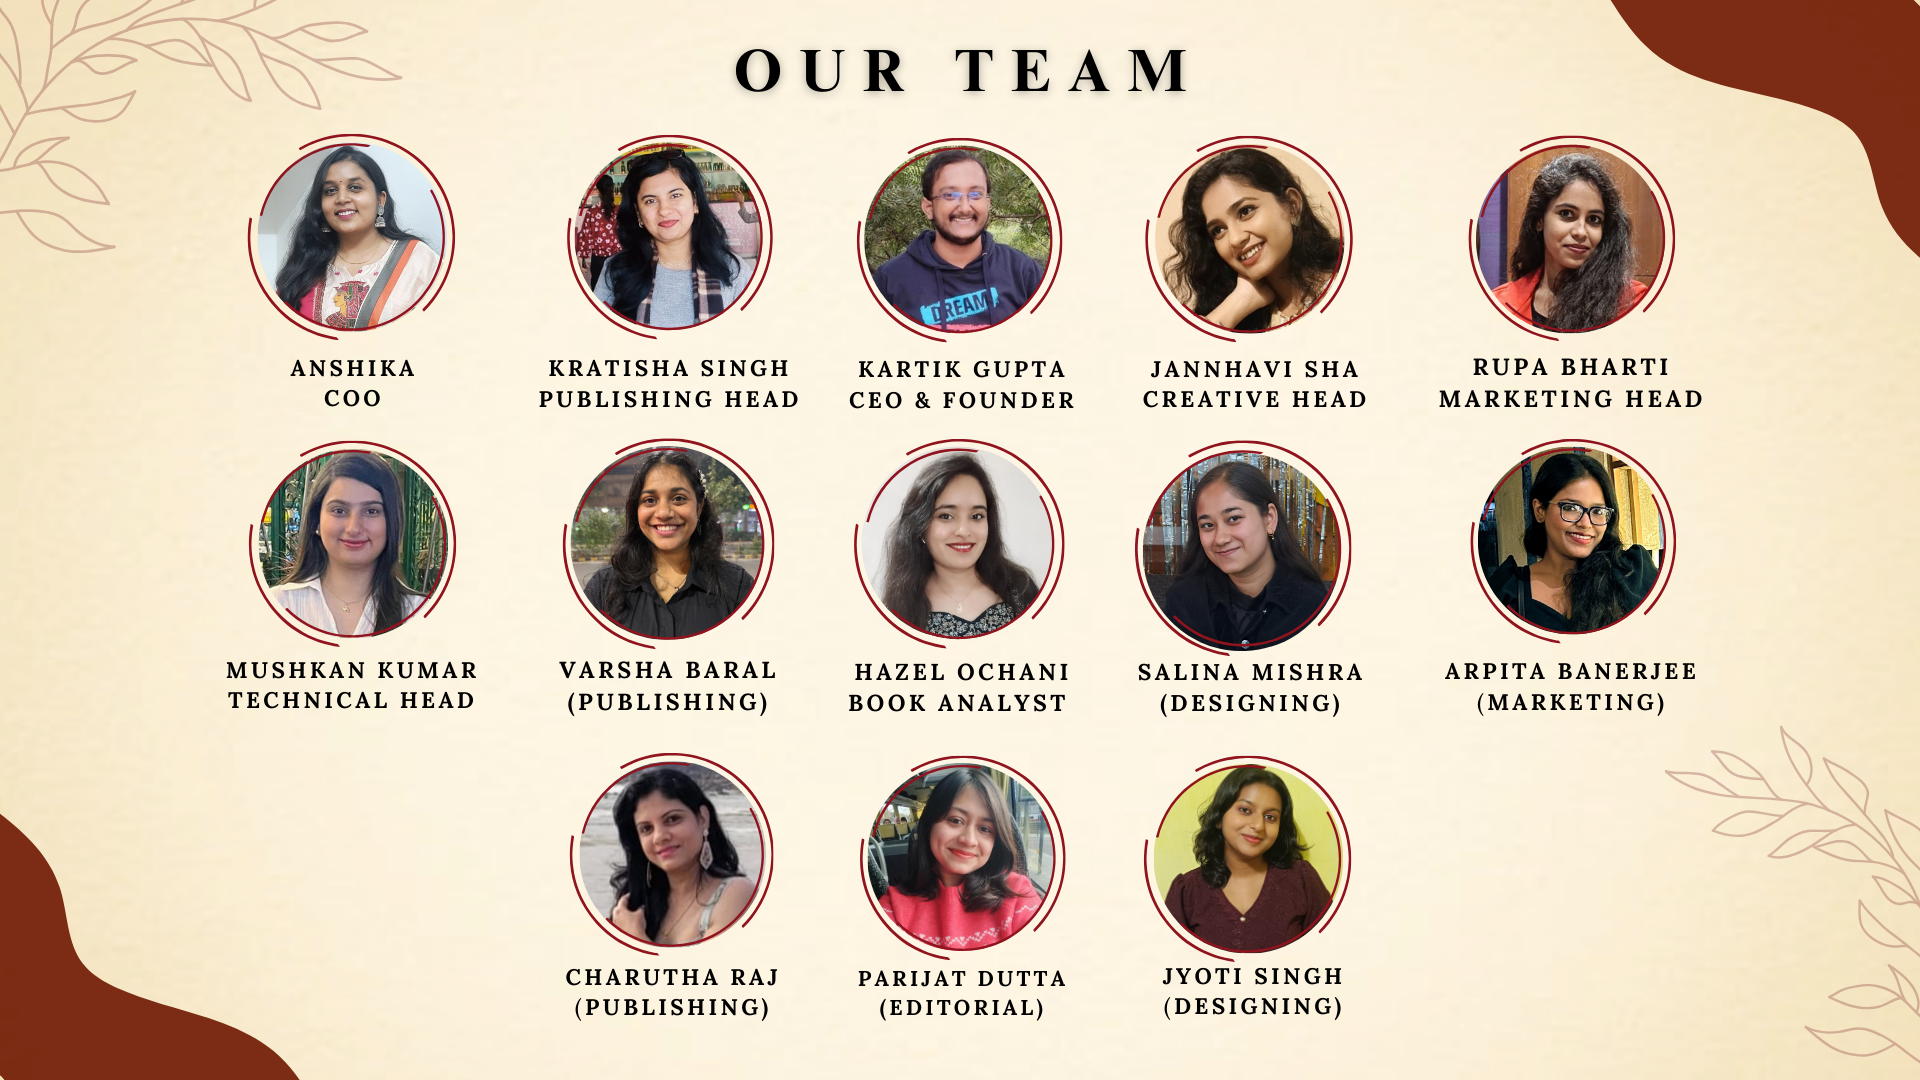 OUR TEAM
DREAM
ANSHIKA
COO
KRATISHA SINGH
PUBLISHING HEAD
KARTIK GUPTA
CEO & FOUNDER
JANNHAVI SHA
CREATIVE HEAD
RUPA BHARTI
MARKETING HEAD
MUSHKAN KUMAR
TECHNICAL HEAD
VARSHA BARAL
(PUBLISHING)
HAZEL OCHANI
BOOK ANALYST
SALINA MISHRA
(DESIGNING)
ARPITA BANERJEE
(MARKETING)
CHARUTHA RAJ
(PUBLISHING)
PARIJAT DUTTA
(EDITORIAL)
JYOTI SINGH
(DESIGNING)